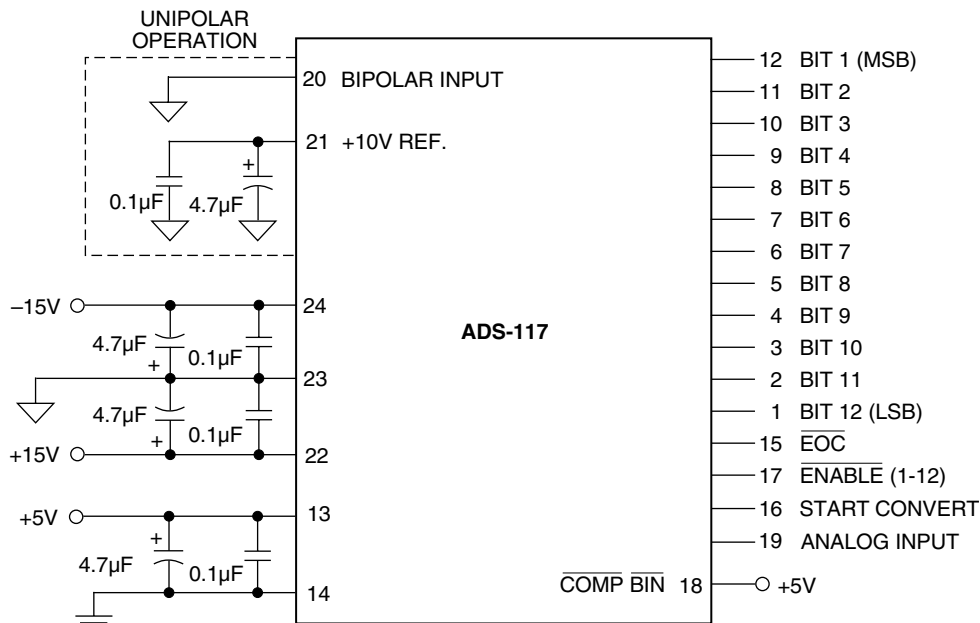 UNIPOLAR
OPERATION
20 BIPOLAR INPUT
21 +10V REF.
+
0.1µF
4.7µF
–15V
24
4.7µF
+
0.1µF
23
4.7µF
+
0.1µF
+15V
22
+5V
13
+
4.7µF
0.1µF
14
ADS-117
12 BIT 1 (MSB)
11 BIT 2
10 BIT 3
9 BIT 4
8 BIT 5
7 BIT 6
6 BIT 7
5 BIT 8
4 BIT 9
3 BIT 10
2 BIT 11
1 BIT 12 (LSB)
15 EOC
17 ENABLE (1-12)
16 START CONVERT
19 ANALOG INPUT
COMP BIN 18 +5V